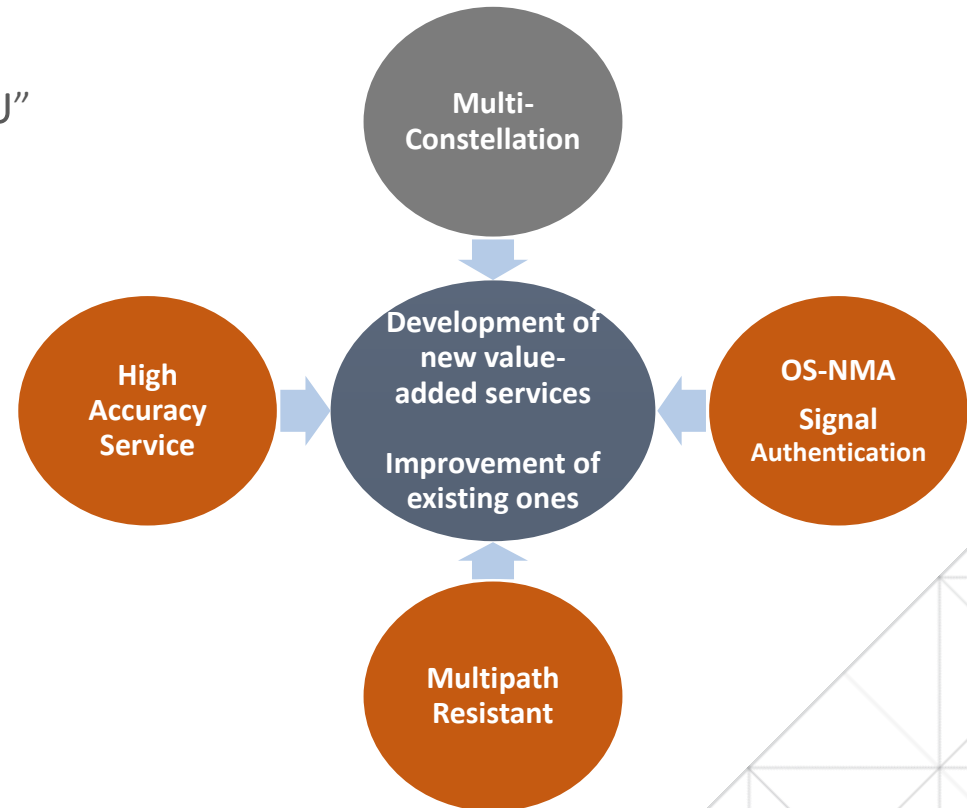 U”
Multi-
Constellation
Development of
new value-
added services
Improvement of
existing ones
High
Accuracy
Service
OS-NMA
Signal
Authentication
Multipath
Resistant